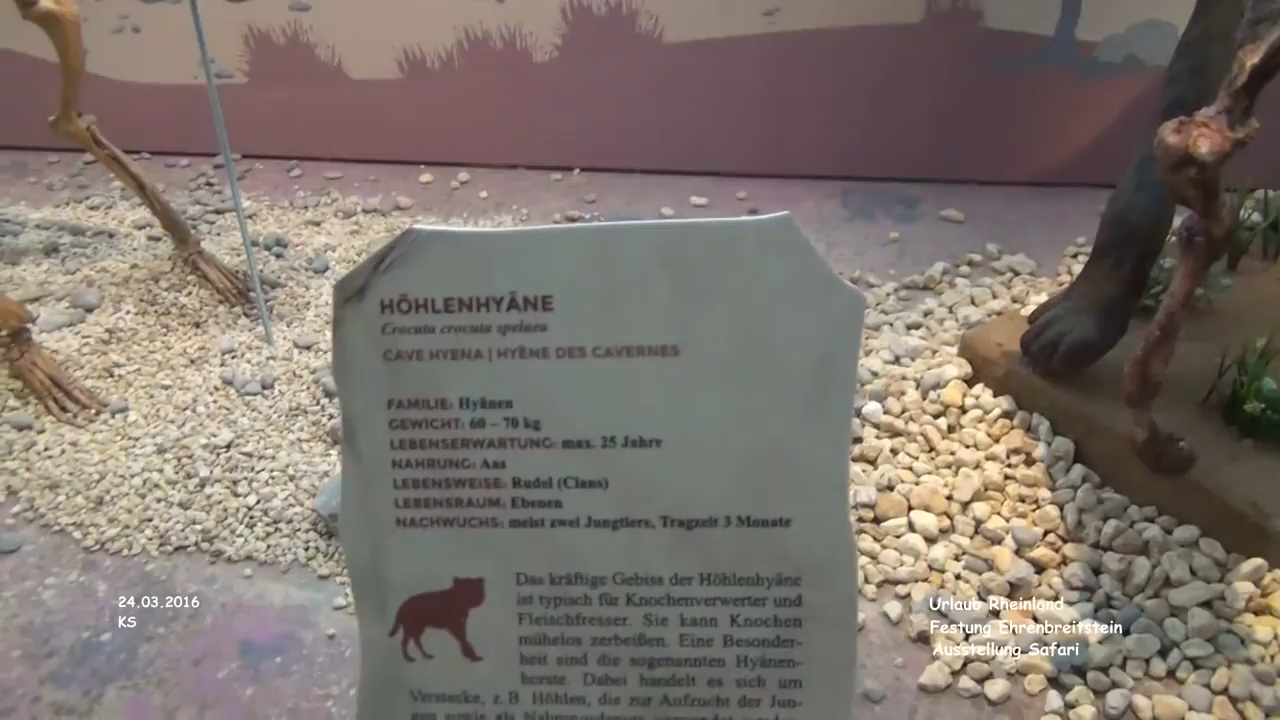 HÖHLENHYÄNE
Crocuta crocuta spelaea
CAVE HYENA | HYÈNE DES CAVERNES
FAMILIE: Hyänen
GEWICHT: 60 – 70 kg
LEBENSERWARTUNG: max. 25 Jahre
NAHRUNG: Aas
LEBENSWEISE: Rudel (Clans)
LEBENSRAUM: Ebenen
NACHWUCHS: meist zwei Jungtiere, Tragzeit 3 Monate
Das kräftige Gebiss der Höhlenhyäne
ist typisch für Knochenverwerter und
Fleischfresser. Sie kann Knochen
mühelos zerbeißen. Eine Besonder-
heit sind die sogenannten Hyänen-
horste. Dabei handelt es sich um
Verstecke, z. B. Höhlen, die zur Aufzucht der Jun-
24.03.2016
KS
Urlaub Rheinland
Festung Ehrenbreitstein
Ausstellung Safari